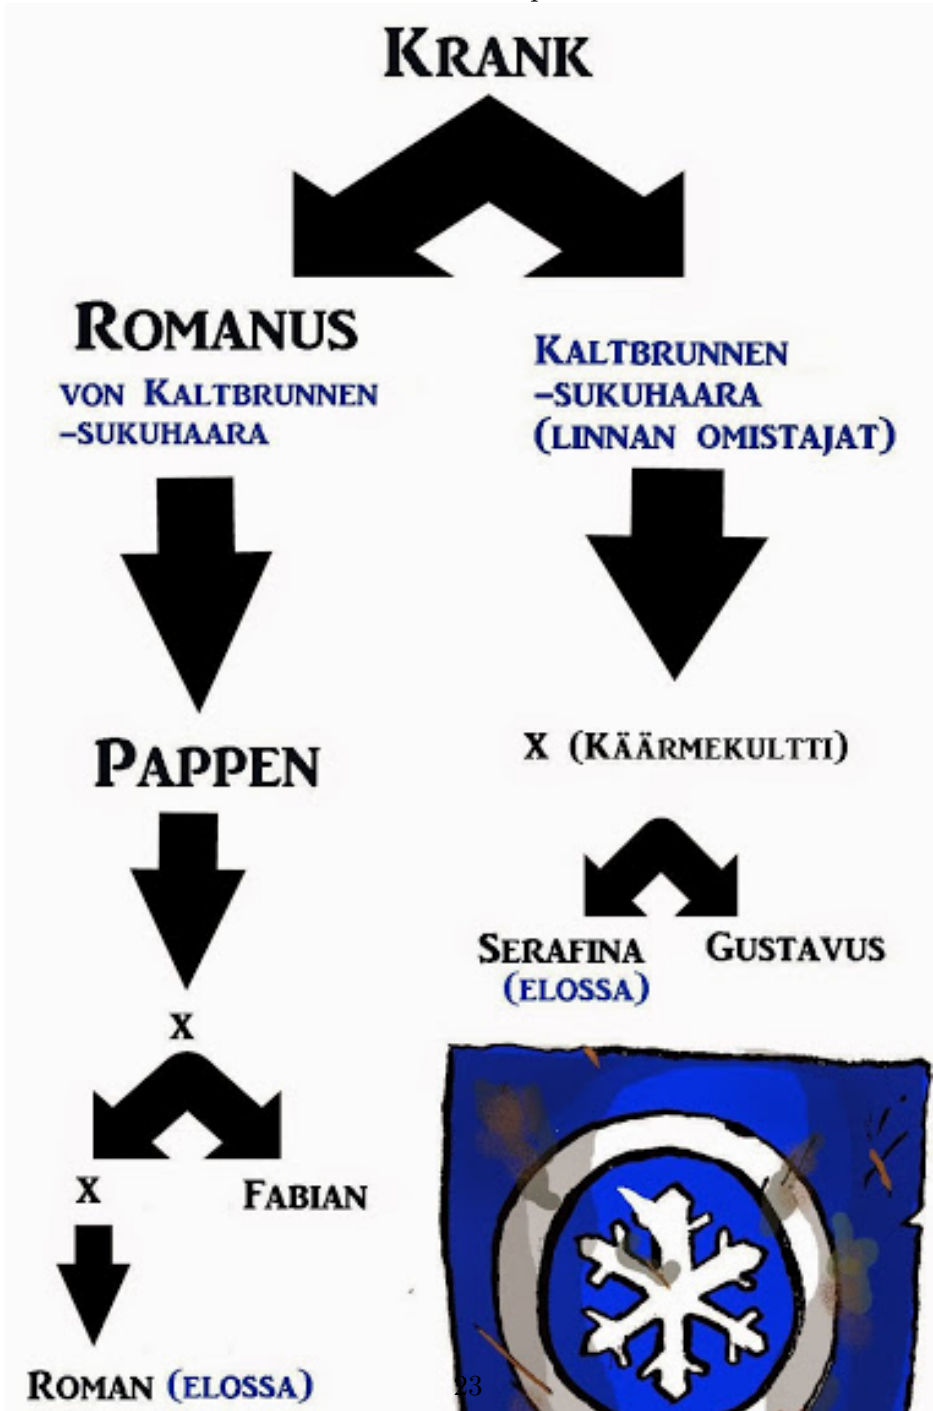 KRANK
ROMANUS
VON KALTBRUNNEN
-SUKUHAARA
KALTBRUNNEN
-SUKUHAARA
(LINNAN OMISTAJAT)
PAPPEN
X (KÄÄRMEKULTTI)
SERAFINA
(ELOSSA)
GUSTAVUS
X
X
FABIAN
ROMAN (ELOSSA)
23